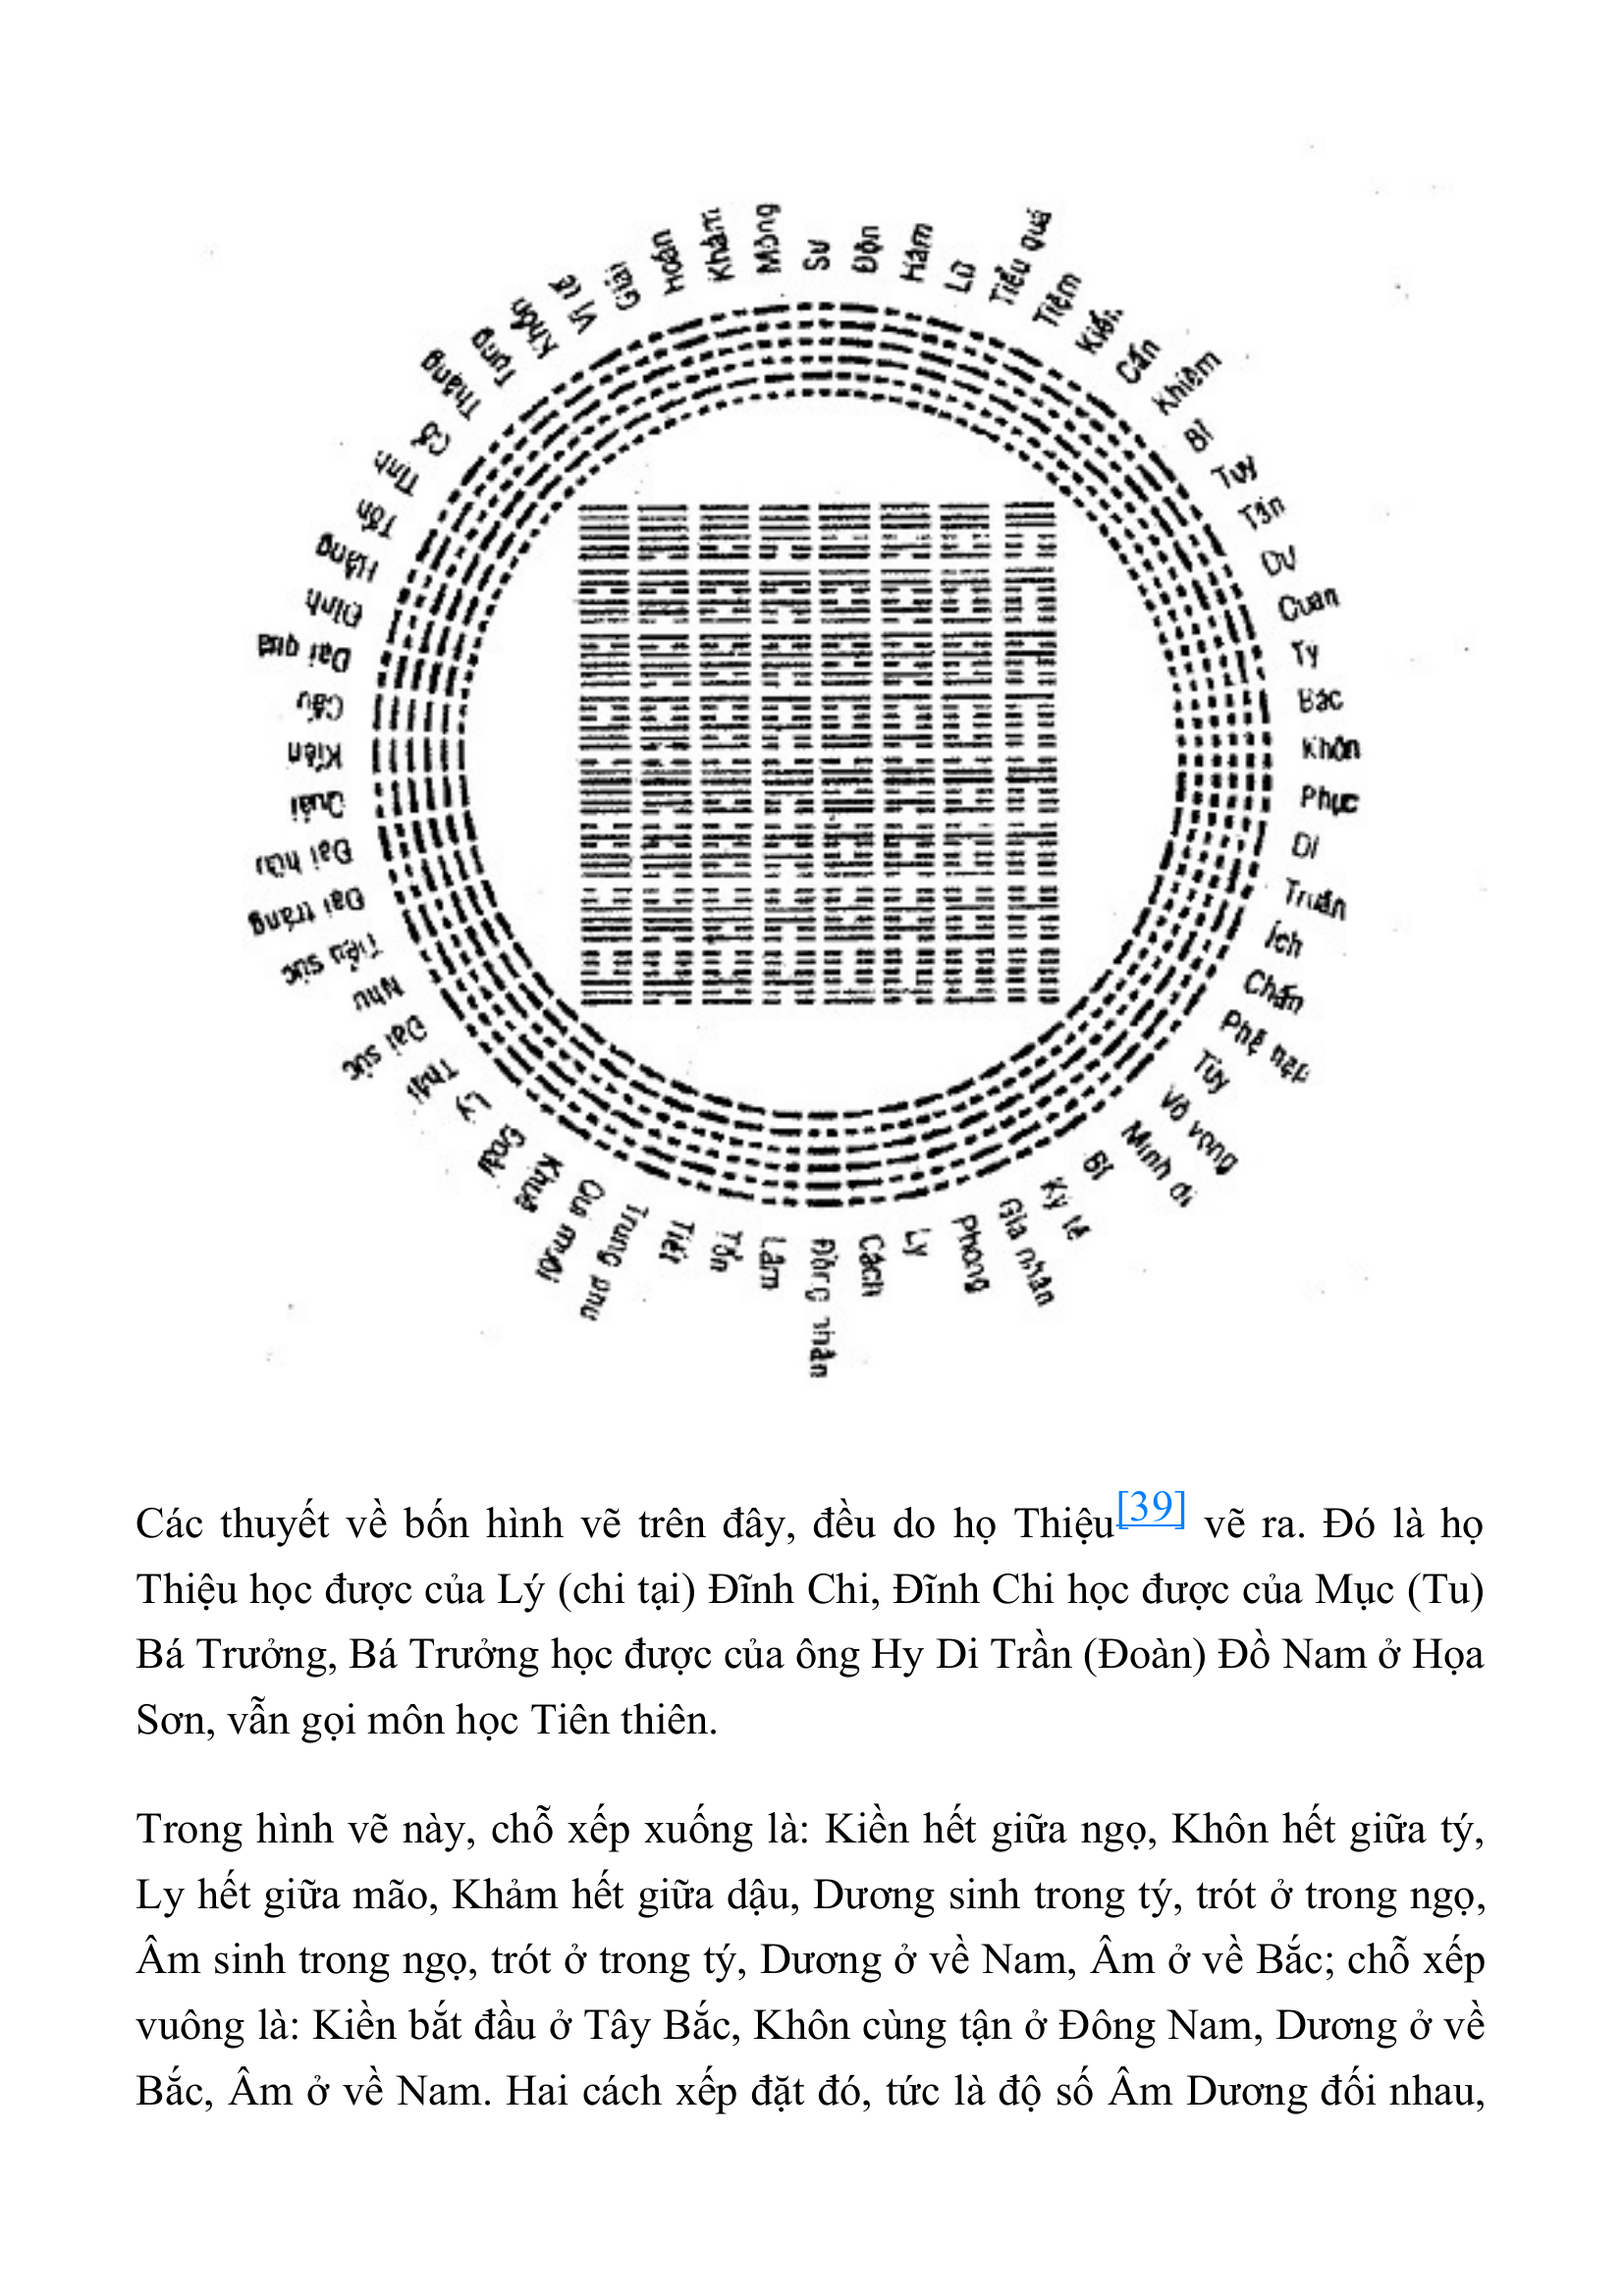 Sư
Độn
Hàm
Lữ
Tiểu quá
Tiệm
Kiển
Cấn
Khiêm
Bĩ
Tụy
Tấn
Dự
Quan
Tỷ
Bác
Khôn
Phục
Di
Truân
Ích
Chấn
Phệ hạp
Tùy
Vô vọng
Minh di
Bí
Ký tế
Gia nhân
Phong
Ly
Cách
Đồng nhân
Lâm
Tổn
Tiết
Trung phu
Qui muội
Khuê
Thái
Đại súc
Nhu
Tiểu súc
Đại tráng
Đại hữu
Quải
Kiền
Cấu
Đại quá
Đỉnh
Hằng
Tốn
Tỉnh
Cổ
Thăng
Tụng
Khốn
Vị tế
Giải
Hoán
Khảm
Mông
Các thuyết về bốn hình vẽ trên đây, đều do họ Thiệu[39] vẽ ra. Đó là họ
Thiệu học được của Lý (chi tại) Đĩnh Chi, Đĩnh Chi học được của Mục (Tu)
Bá Trưởng, Bá Trưởng học được của ông Hy Di Trần (Đoàn) Đồ Nam ở Họa
Sơn, vẫn gọi môn học Tiên thiên.
Trong hình vẽ này, chỗ xếp xuống là: Kiền hết giữa ngọ, Khôn hết giữa tý,
Ly hết giữa mão, Khảm hết giữa dậu, Dương sinh trong tý, trót ở trong ngọ,
Âm sinh trong ngọ, trót ở trong tý, Dương ở về Nam, Âm ở về Bắc; chỗ xếp
vuông là: Kiền bắt đầu ở Tây Bắc, Khôn cùng tận ở Đông Nam, Dương ở về
Bắc, Âm ở về Nam. Hai cách xếp đặt đó, tức là độ số Âm Dương đối nhau,